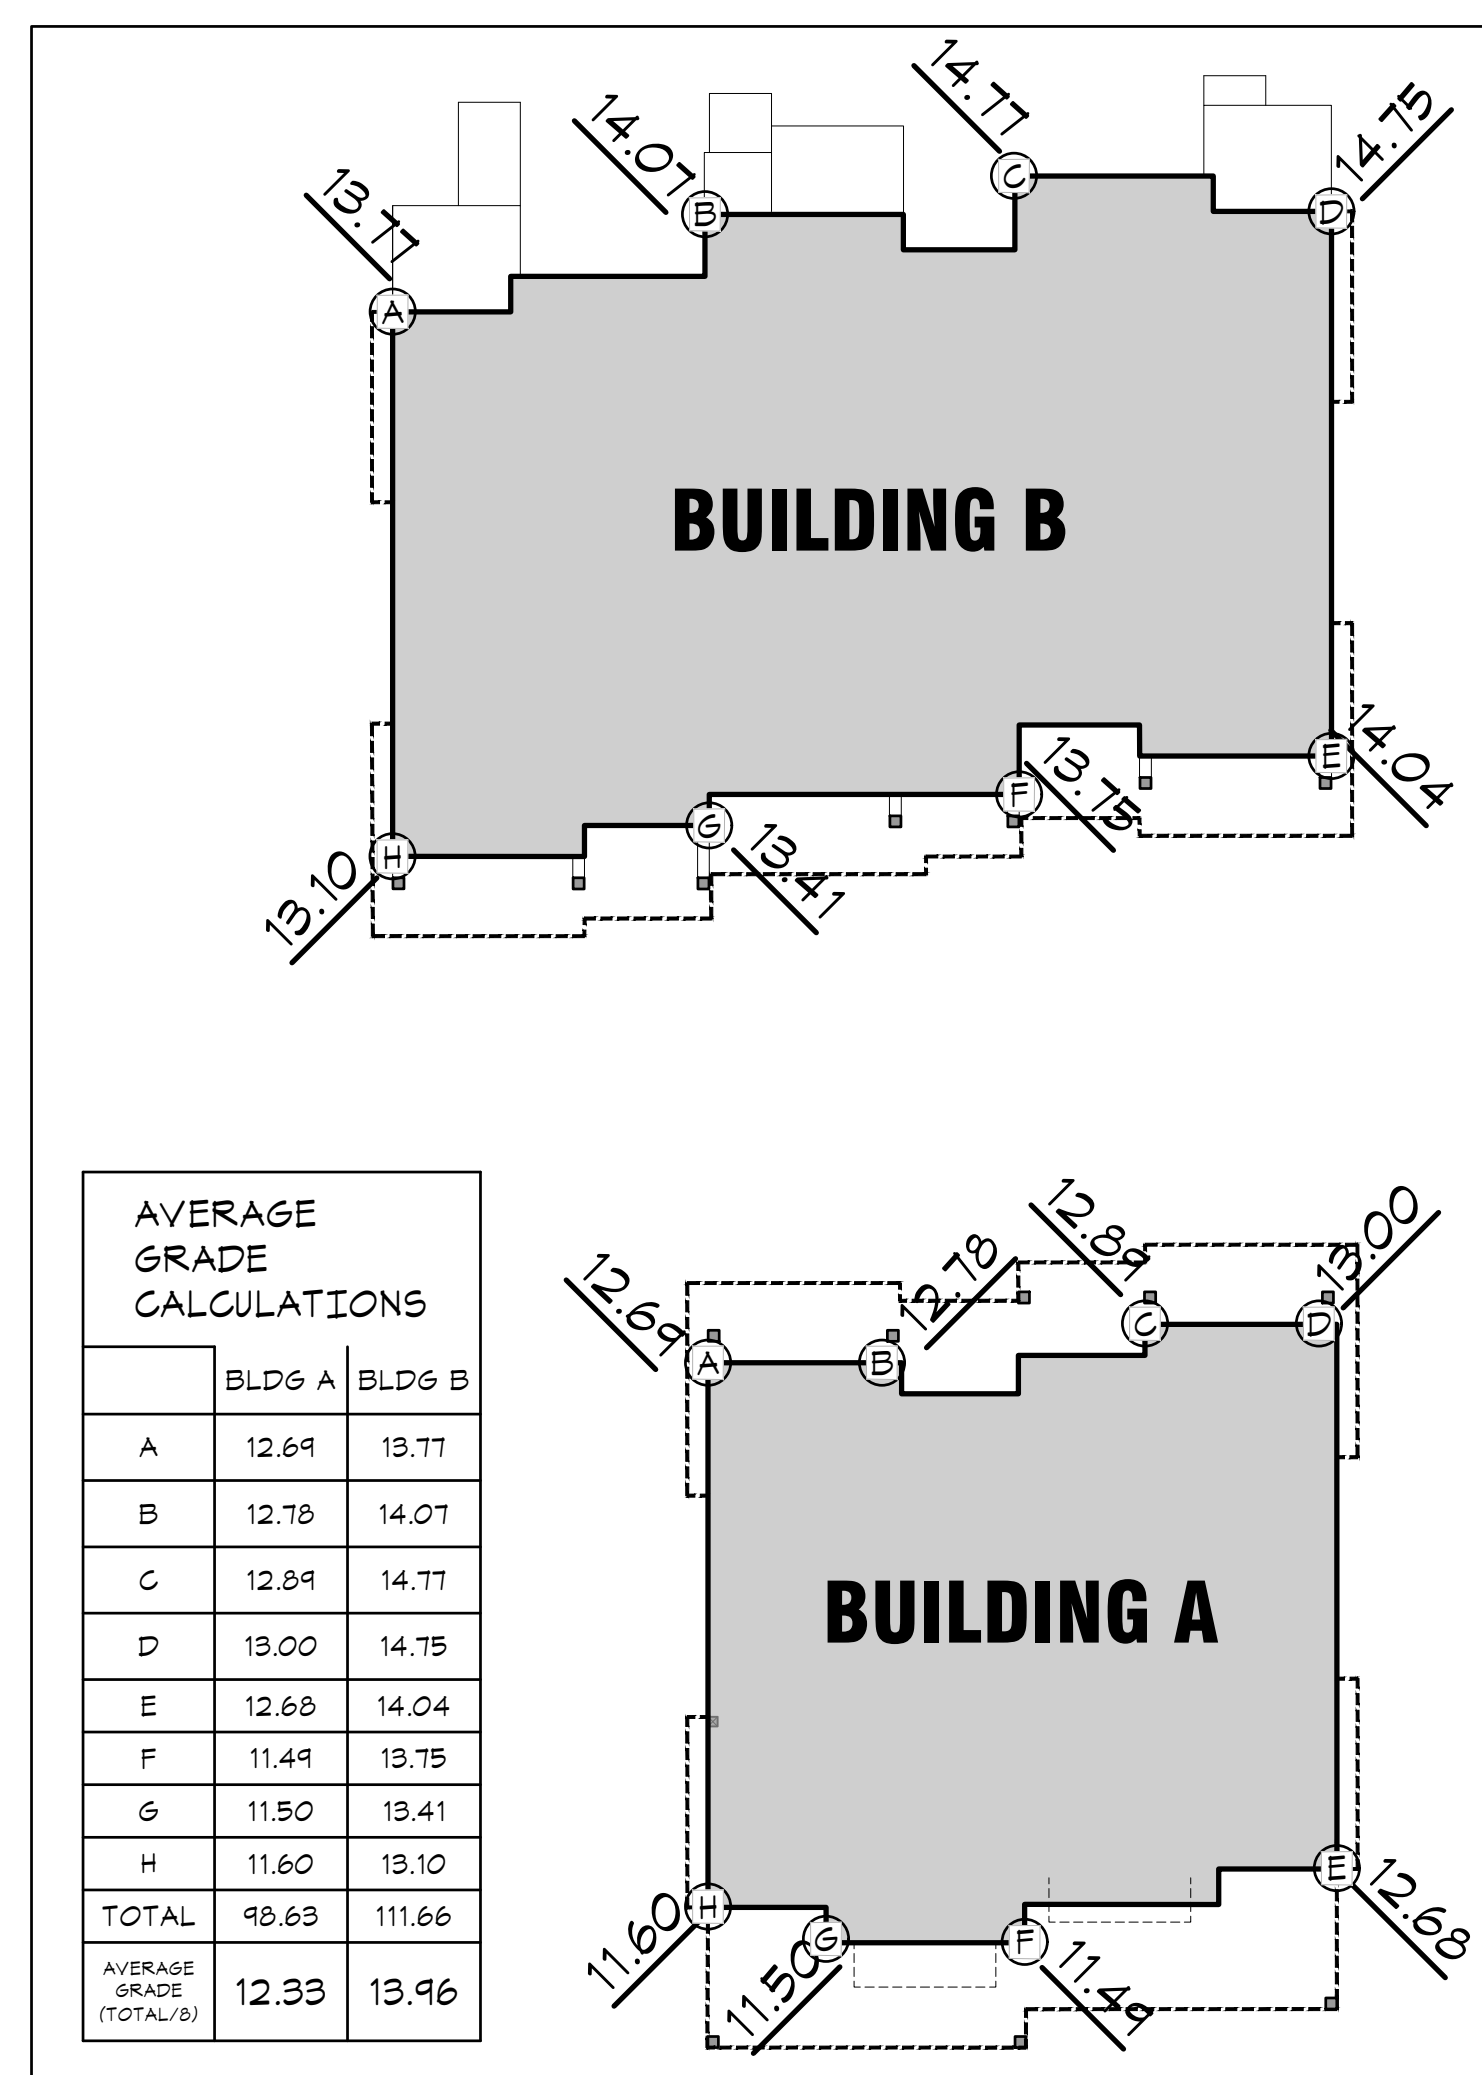 14.77
14.75
14.07
13.77
C
B
D
A
BUILDING B
14.04
13.75
E
F
G
H
13.41
13.10
AVERAGE
GRADE
CALCULATIONS
BLDG A BLDG B
A 12.69 13.77
B 12.78 14.07
C 12.89 14.77
D 13.00 14.75
E 12.68 14.04
F 11.49 13.75
G 11.50 13.41
H 11.60 13.10
TOTAL 98.63 111.66
AVERAGE
GRADE
(TOTAL/8)
12.33 13.96
12.89
13.00
12.78
12.69
C
D
A
B
BUILDING A
E
H
G
F
12.68
11.60
11.50
11.49